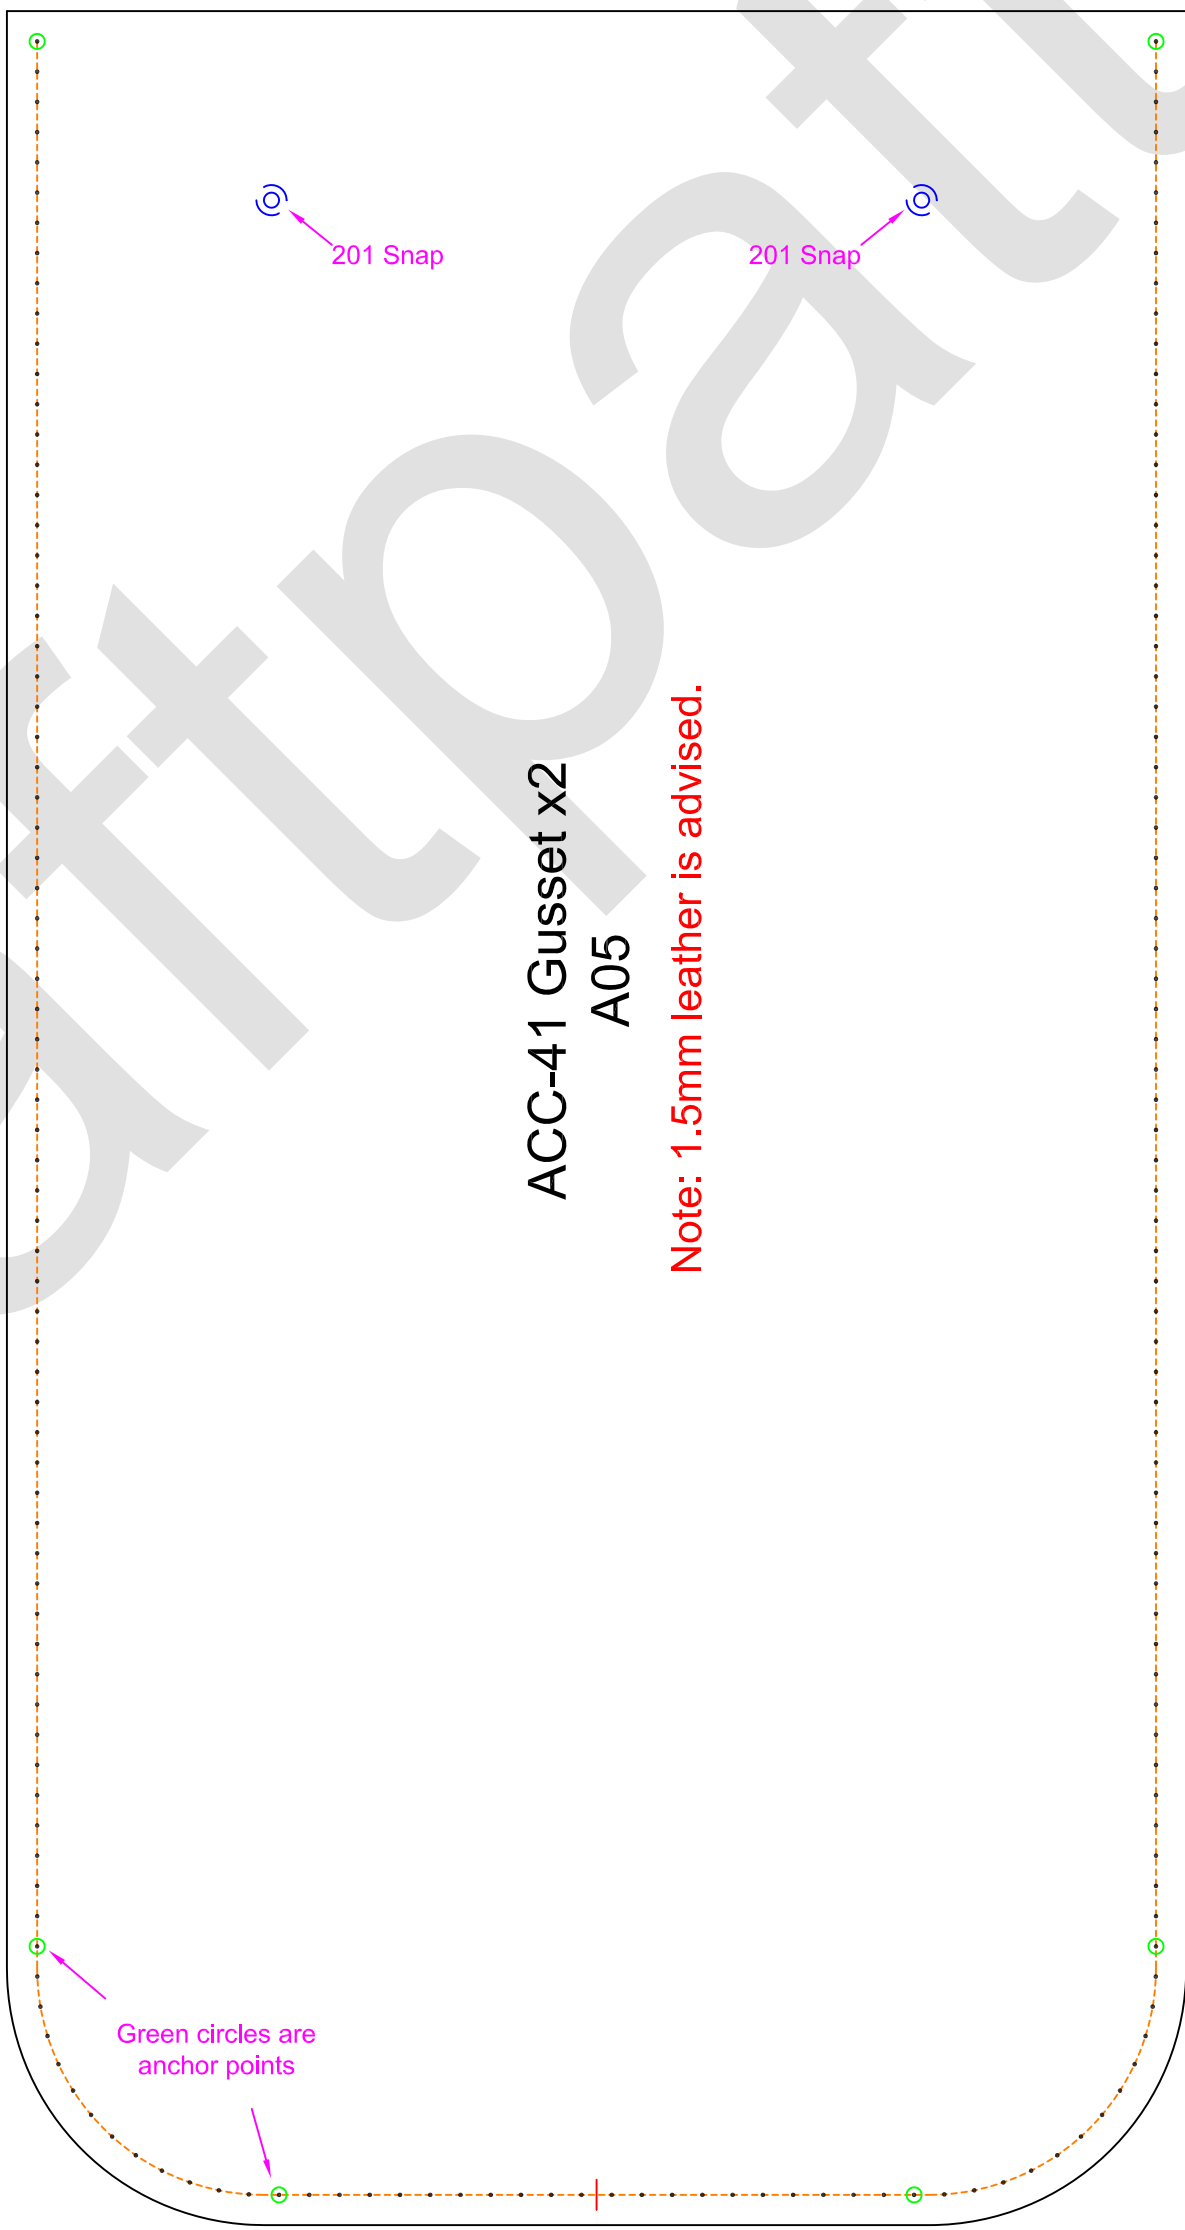 201 Snap
201 Snap
ACC-41 Gusset x2
A05
Note: 1.5mm leather is advised.
Green circles are
anchor points
ftpatt